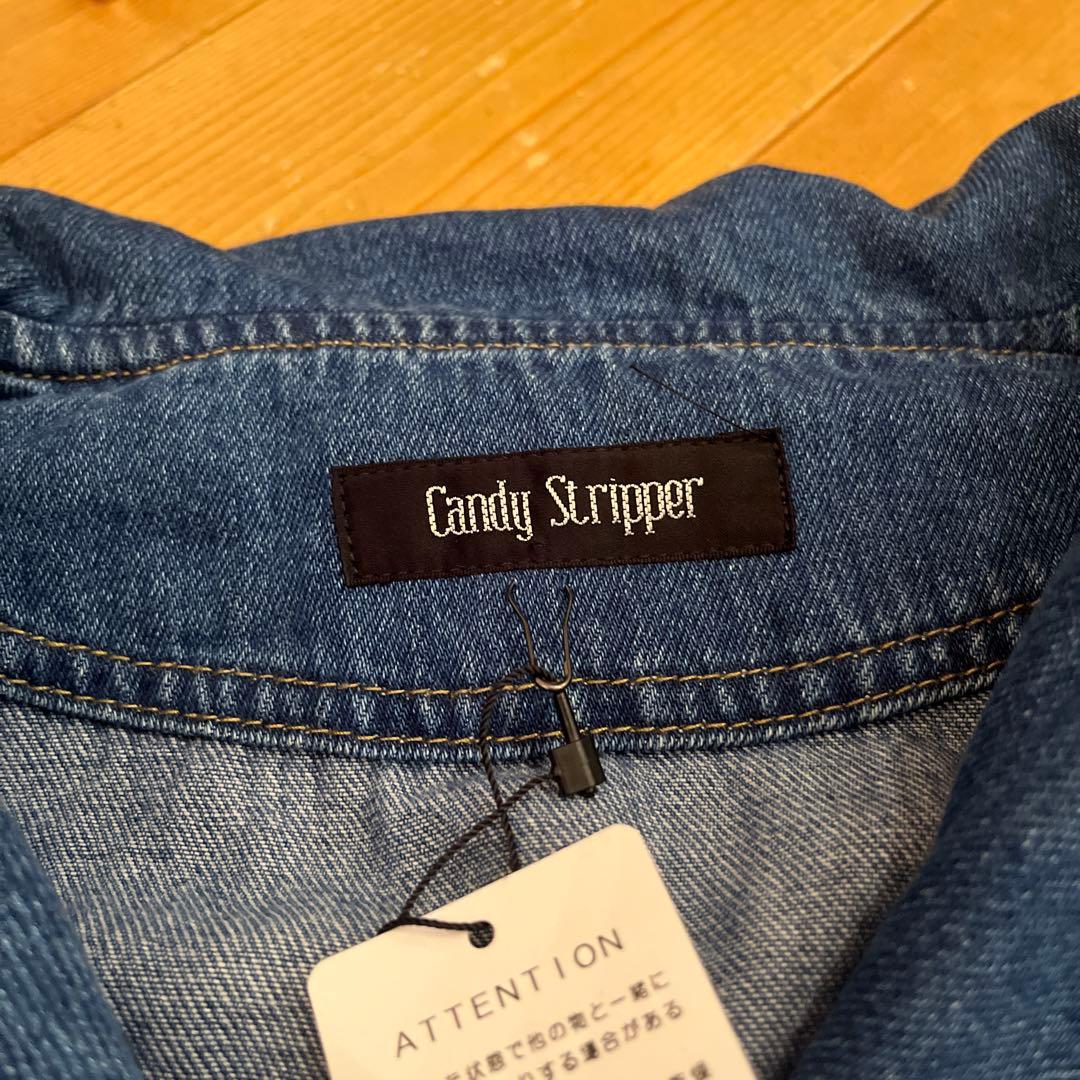 Candy Stripper
ATTENTION
状態で他の物と一緒に
りする場合がある